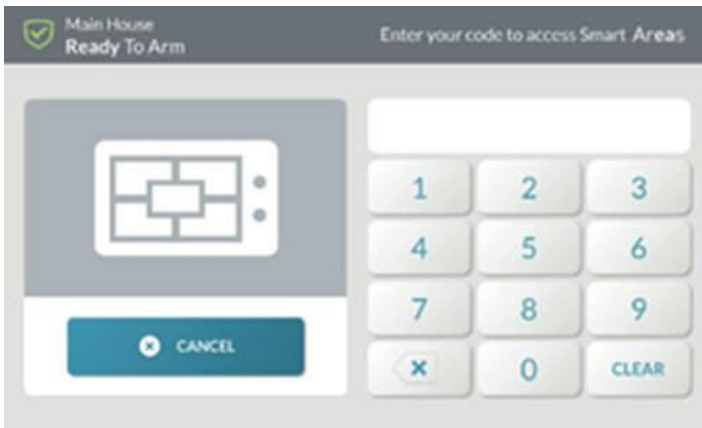 Main House
Ready To Arm
Enter your code to access Smart Areas
1 2 3
4 5 6
7 8 9
0 CLEAR
CANCEL